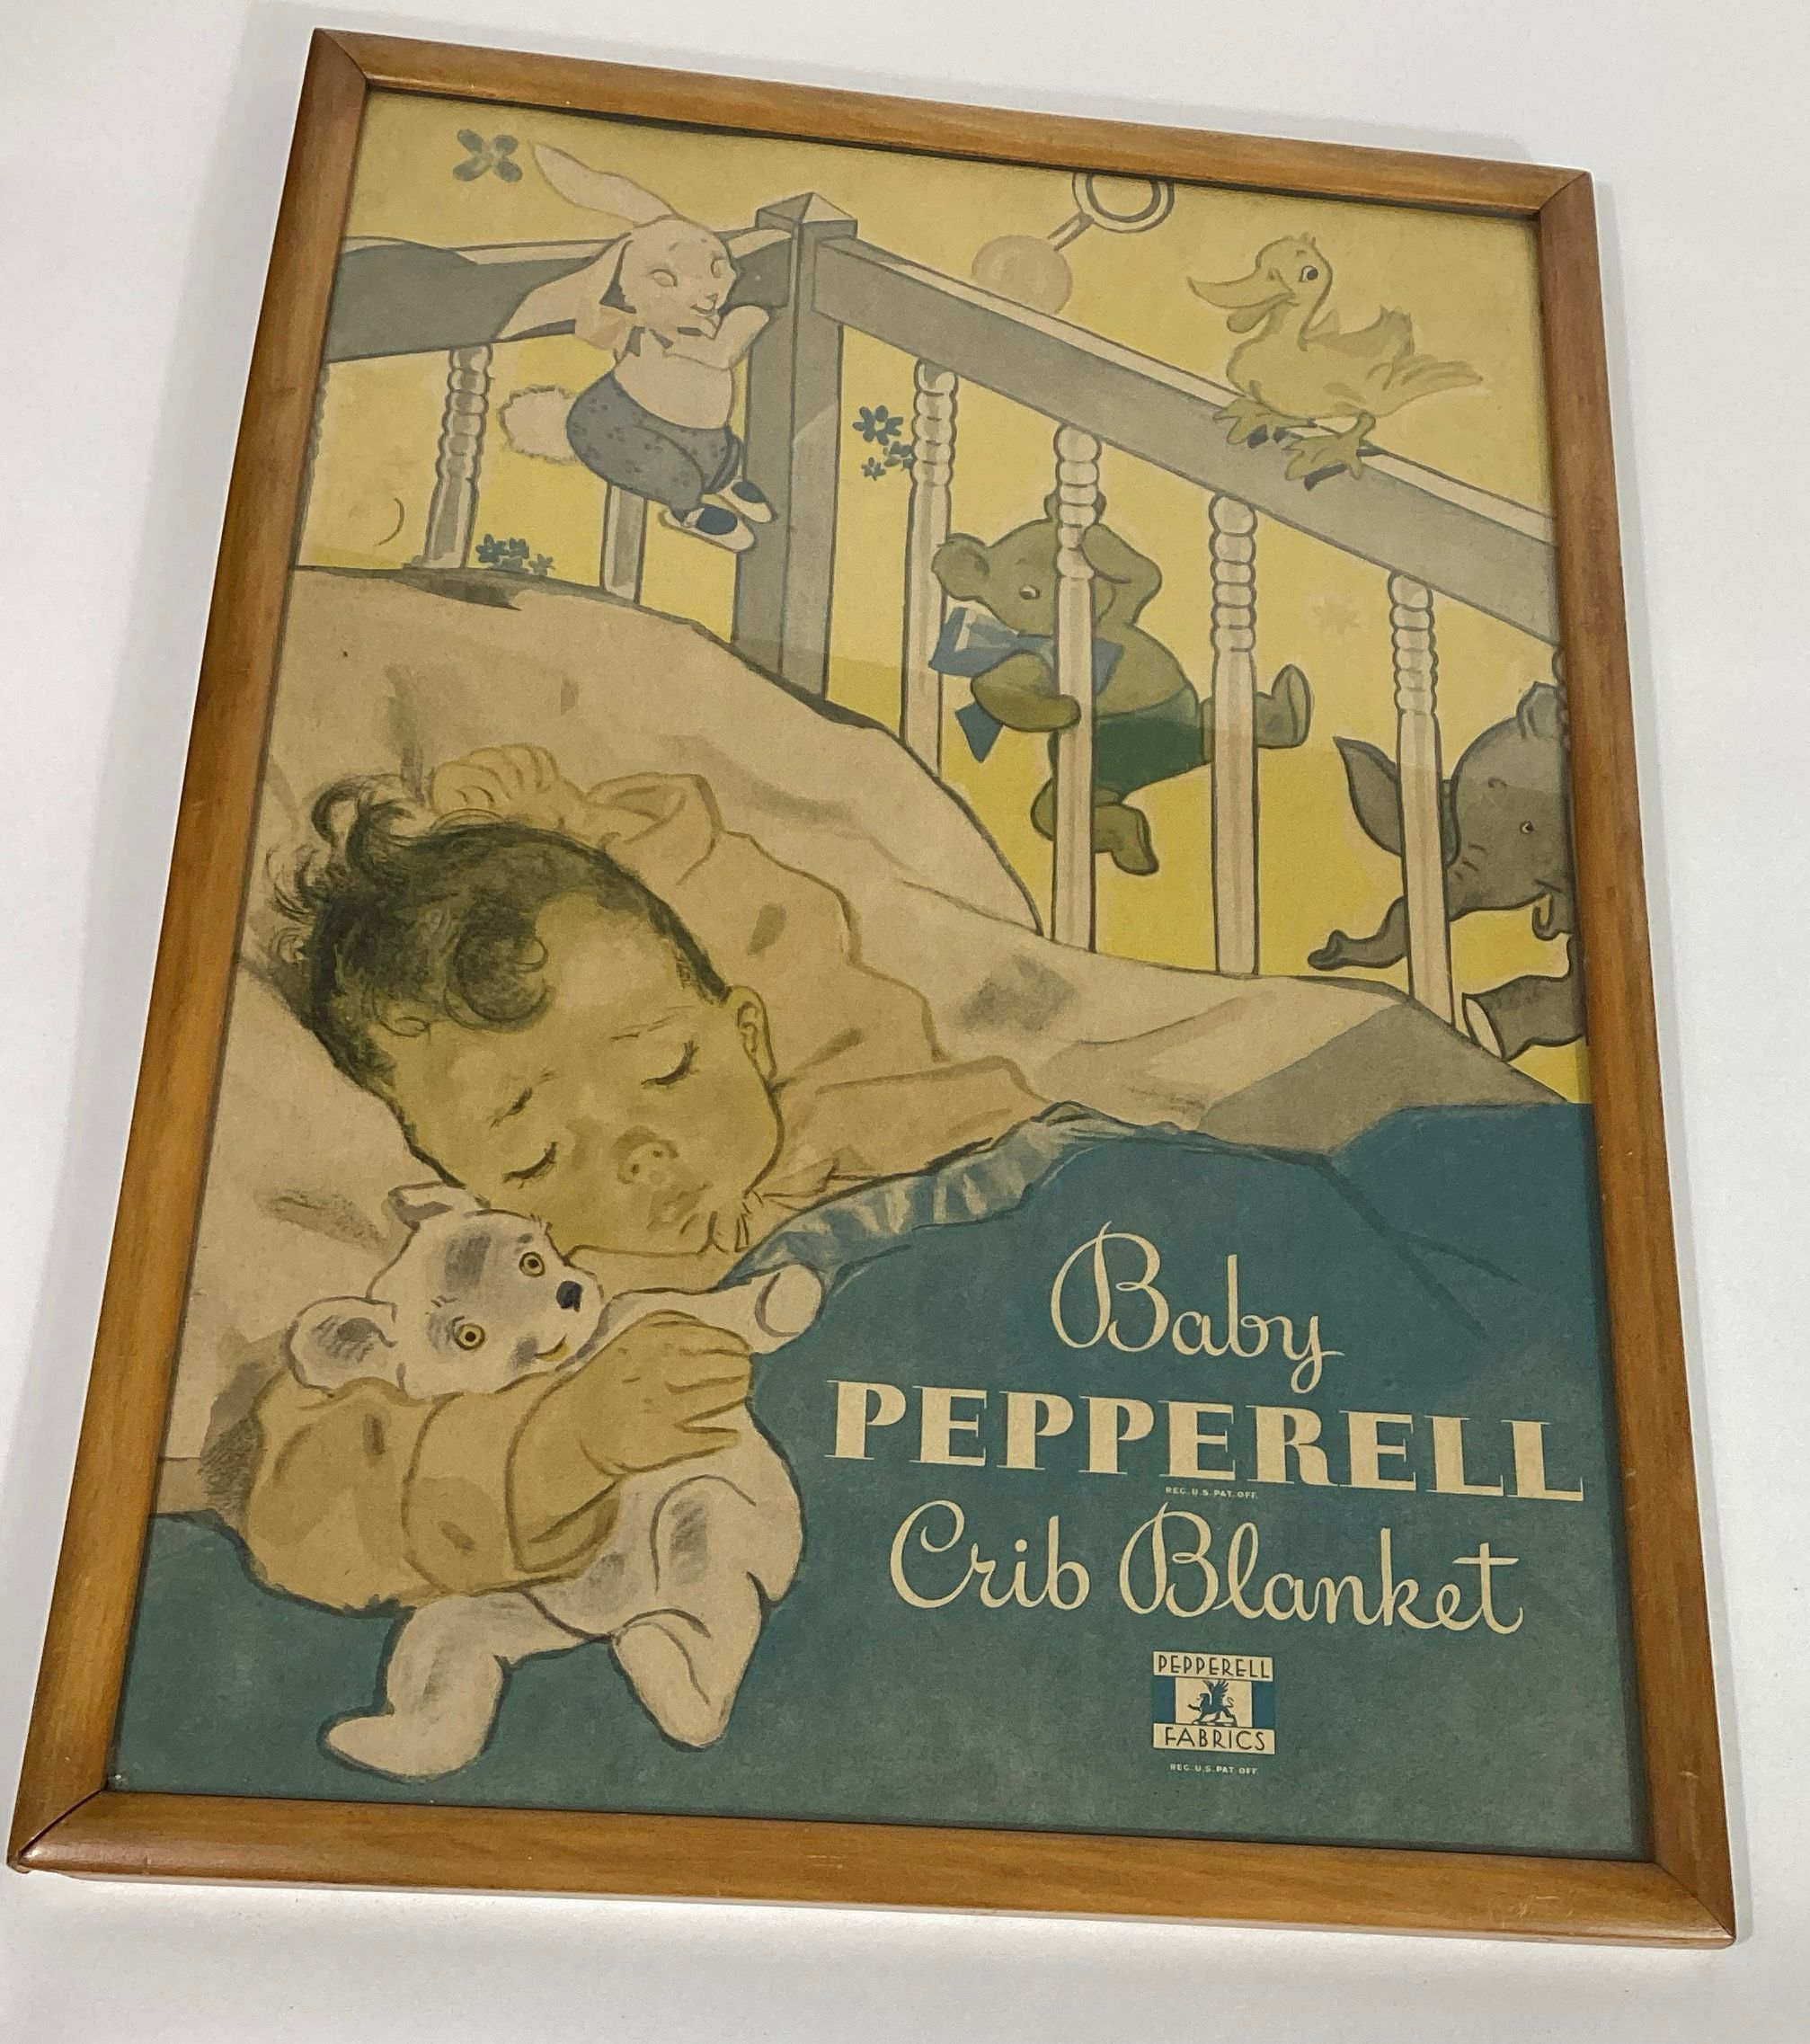 Baby
PEPPERELL
REG. U.S. PAT. OFF.
Crib Blanket
PEPPERELL
FABRICS
REG. U.S. PAT. OFF.